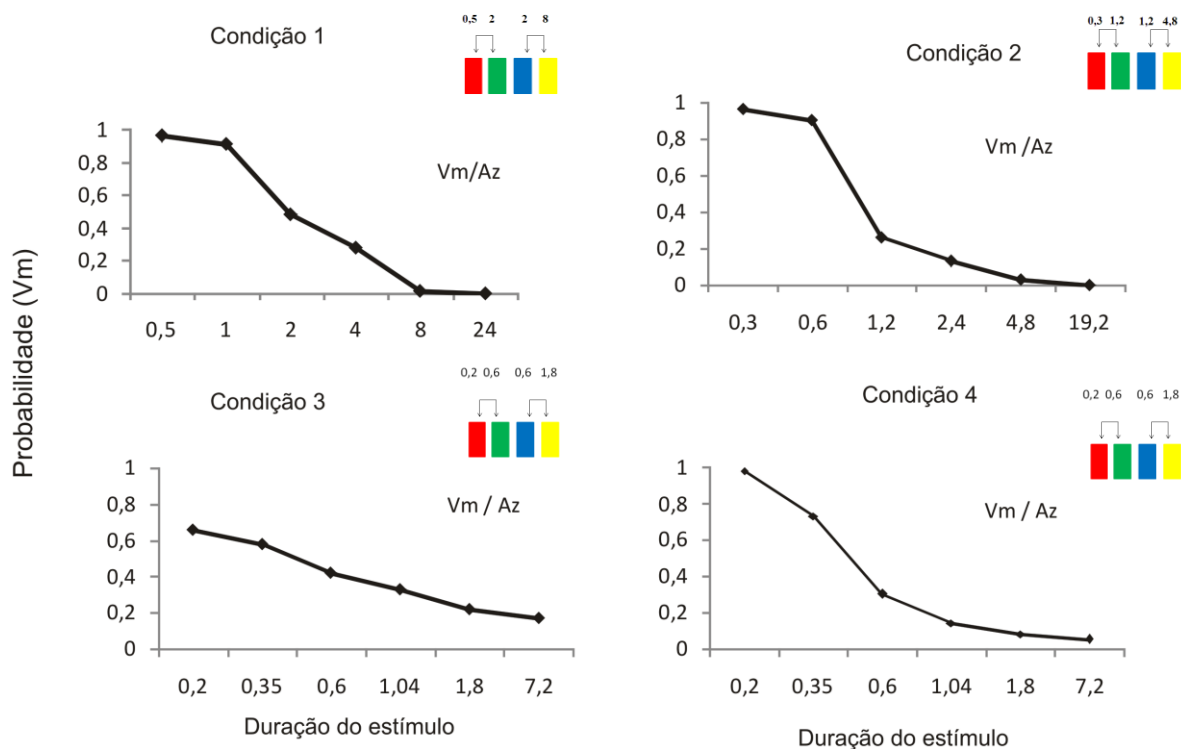 Condição 1
0,5 2 2 8
Vm/Az
1
0,8
0,6
0,4
0,2
0
0,5 1 2 4 8 24
Condição 2
0,3 1,2 1,2 4,8
Vm /Az
1
0,8
0,6
0,4
0,2
0
0,3 0,6 1,2 2,4 4,8 19,2
Probabilidade (Vm)
Condição 3
0,2 0,6 0,6 1,8
Vm / Az
1
0,8
0,6
0,4
0,2
0
0,2 0,35 0,6 1,04 1,8 7,2
Duração do estímulo
Condição 4
0,2 0,6 0,6 1,8
Vm / Az
1
0,8
0,6
0,4
0,2
0
0,2 0,35 0,6 1,04 1,8 7,2
Duração do estímulo